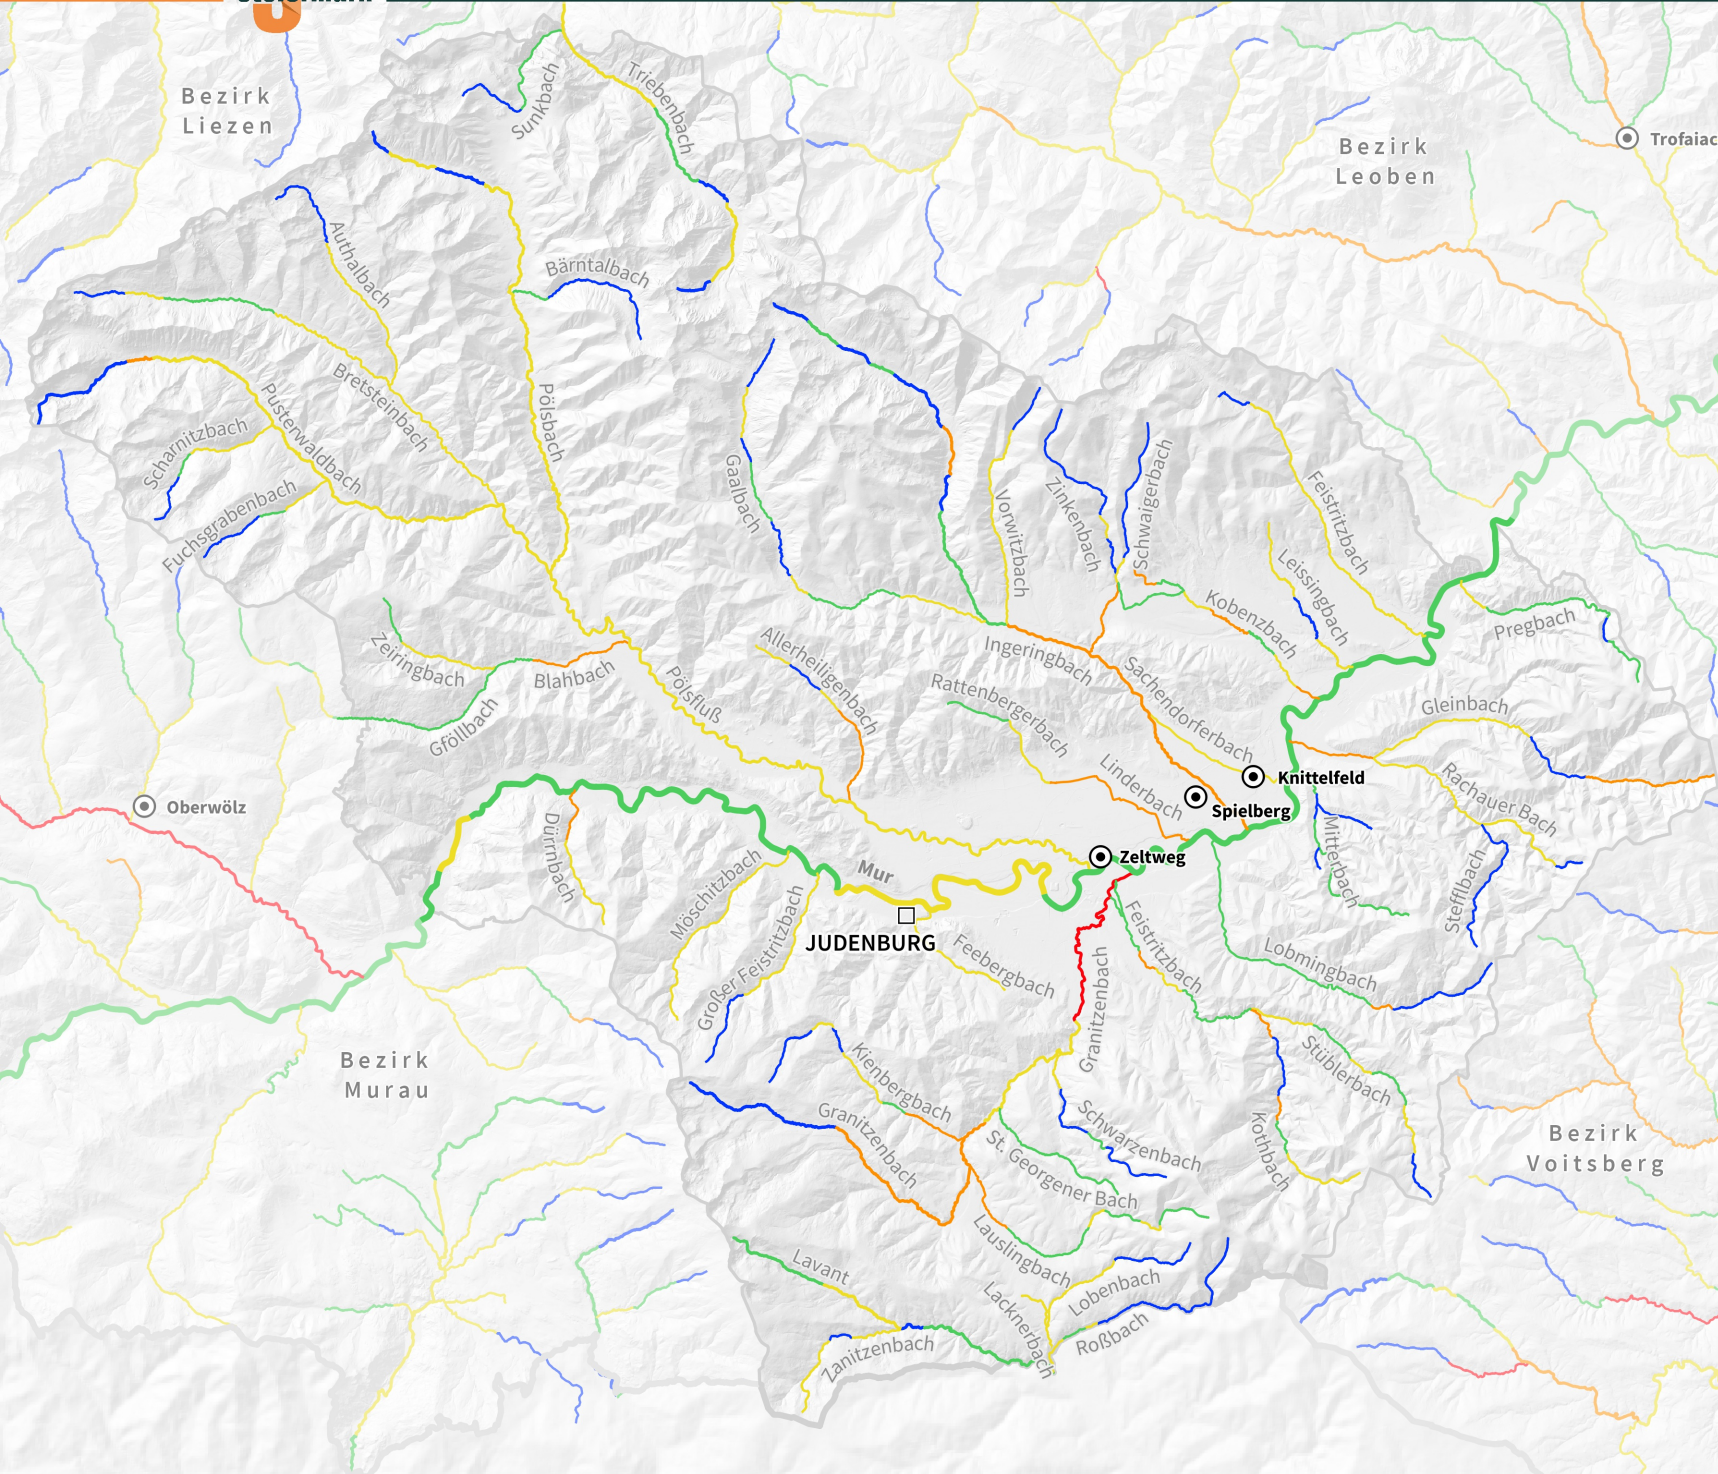 Steiermark
Bezirk
Liezen
Sunkbach
Triebenbach
Bezirk
Leoben
Trofaiac
Authalbach
Bärntalbach
Bretsteinbach
Pusterwaldbach
Pölsbach
Scharnitzbach
Fuchsgrabenbach
Gaalbach
Vorwitzbach
Zinkenbach
Schwaigerbach
Feistritzbach
Leissingbach
Kobenzbach
Pregbach
Zeiringbach
Blahbach
Gföllbach
Pölsfluß
Allerheiligenbach
Ingeringbach
Rattenbergerbach
Sachendorferbach
Linderbach
Gleinbach
Rachauer Bach
Knittelfeld
Spielberg
Zeltweg
Oberwölz
Dürrnbach
Mur
Möschitzbach
Großer Feistritzbach
JUDENBURG
Feebergbach
Mitterbach
Stefflbach
Feistritzbach
Granitzenbach
Lobmingbach
Bezirk
Murau
Kienbergbach
Granitzenbach
Stüblerbach
Kothbach
Schwarzenbach
St. Georgener Bach
Bezirk
Voitsberg
Lauslingbach
Lavant
Lobenbach
Lacknerbach
Roßbach
Zanitzenbach